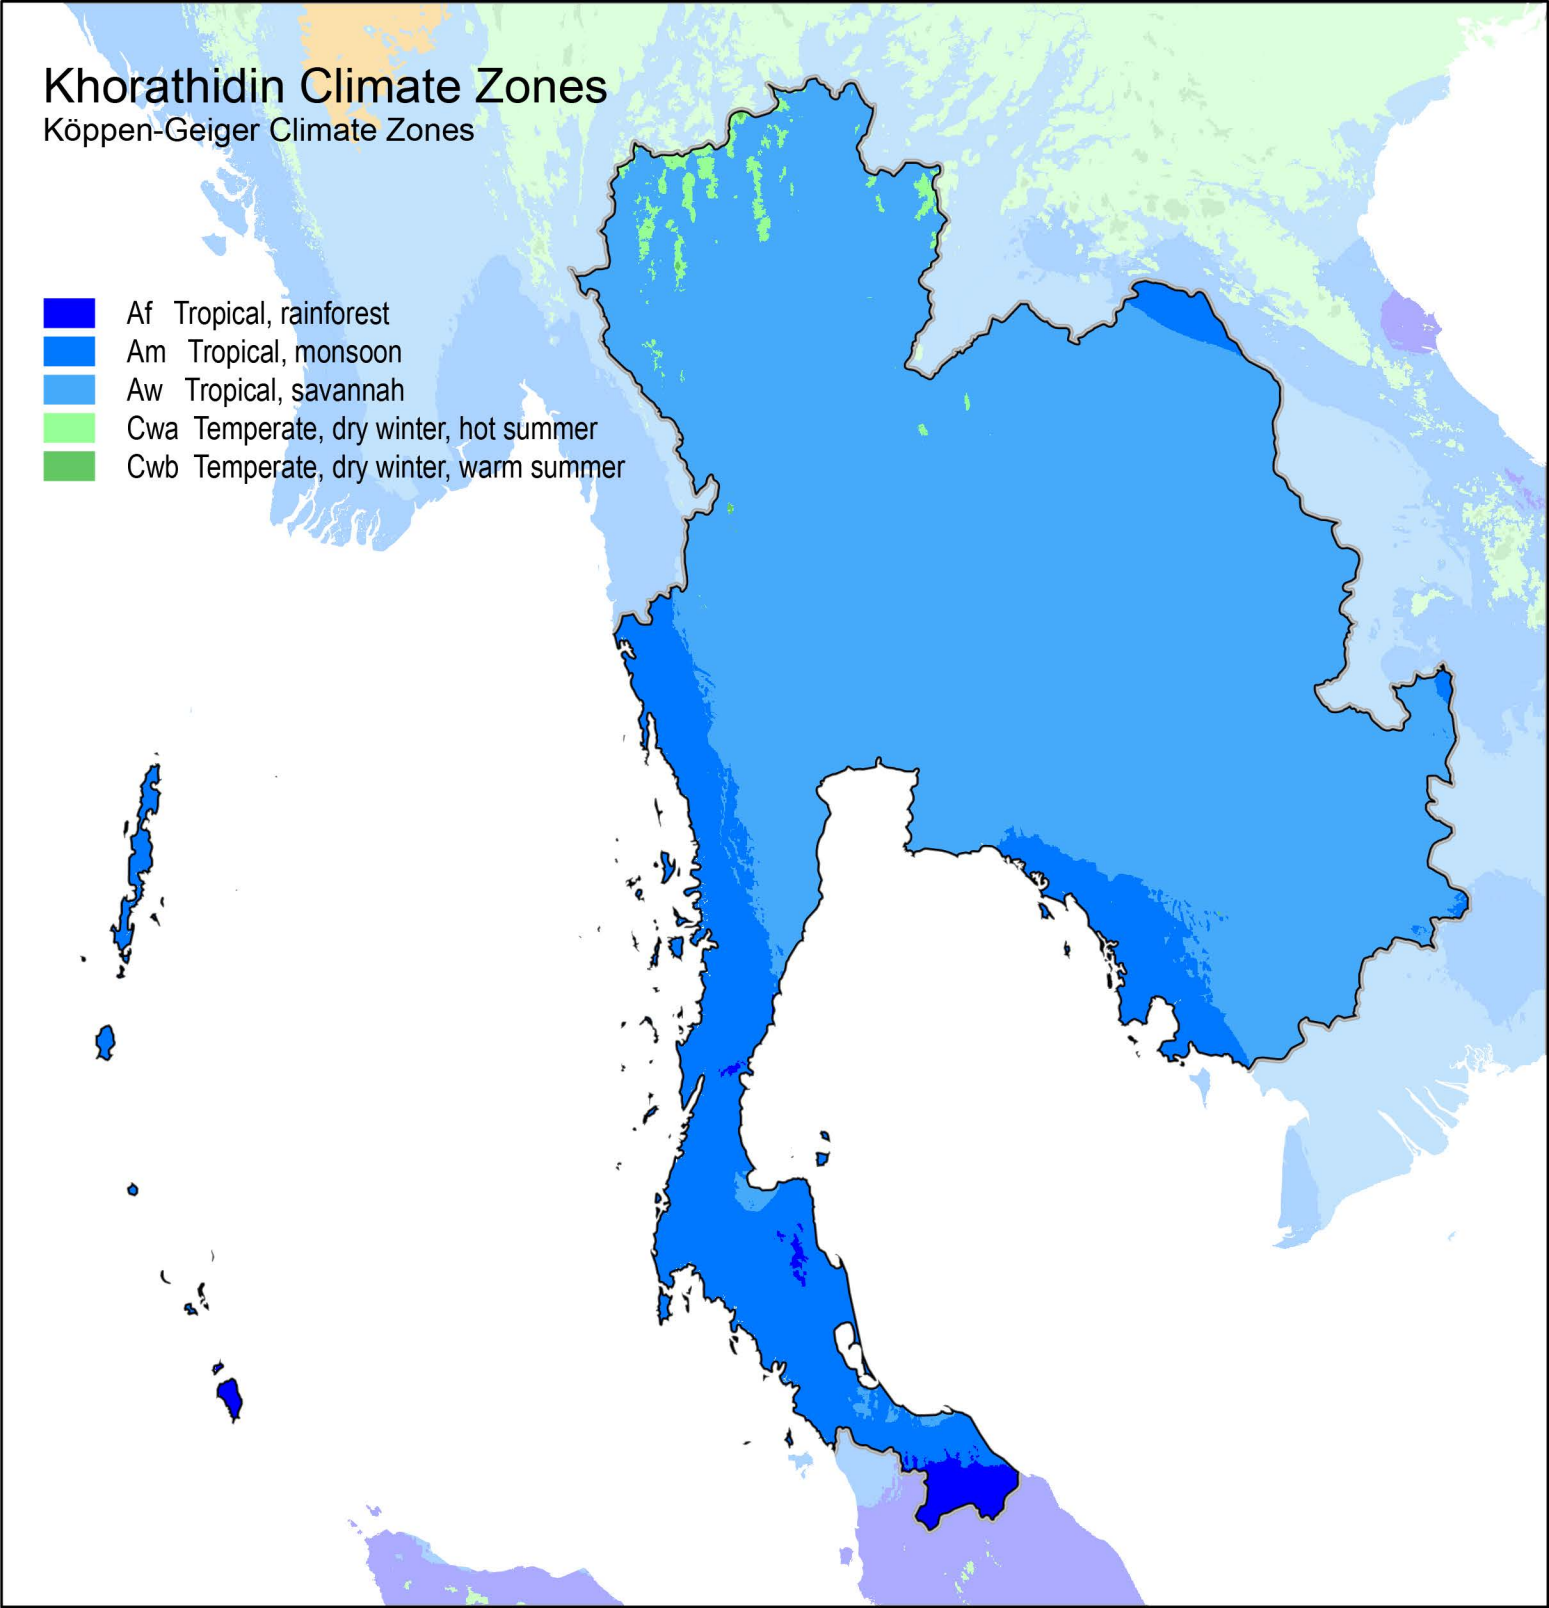 Khorathidin Climate Zones
Köppen-Geiger Climate Zones
Af Tropical, rainforest
Am Tropical, monsoon
Aw Tropical, savannah
Cwa Temperate, dry winter, hot summer
Cwb Temperate, dry winter, warm summer